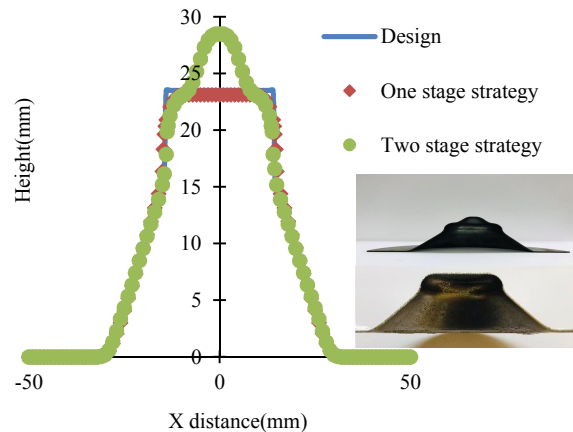 30
25
20
15
10
5
0
-50
0
50
Height(mm)
X distance(mm)
Design
One stage strategy
Two stage strategy